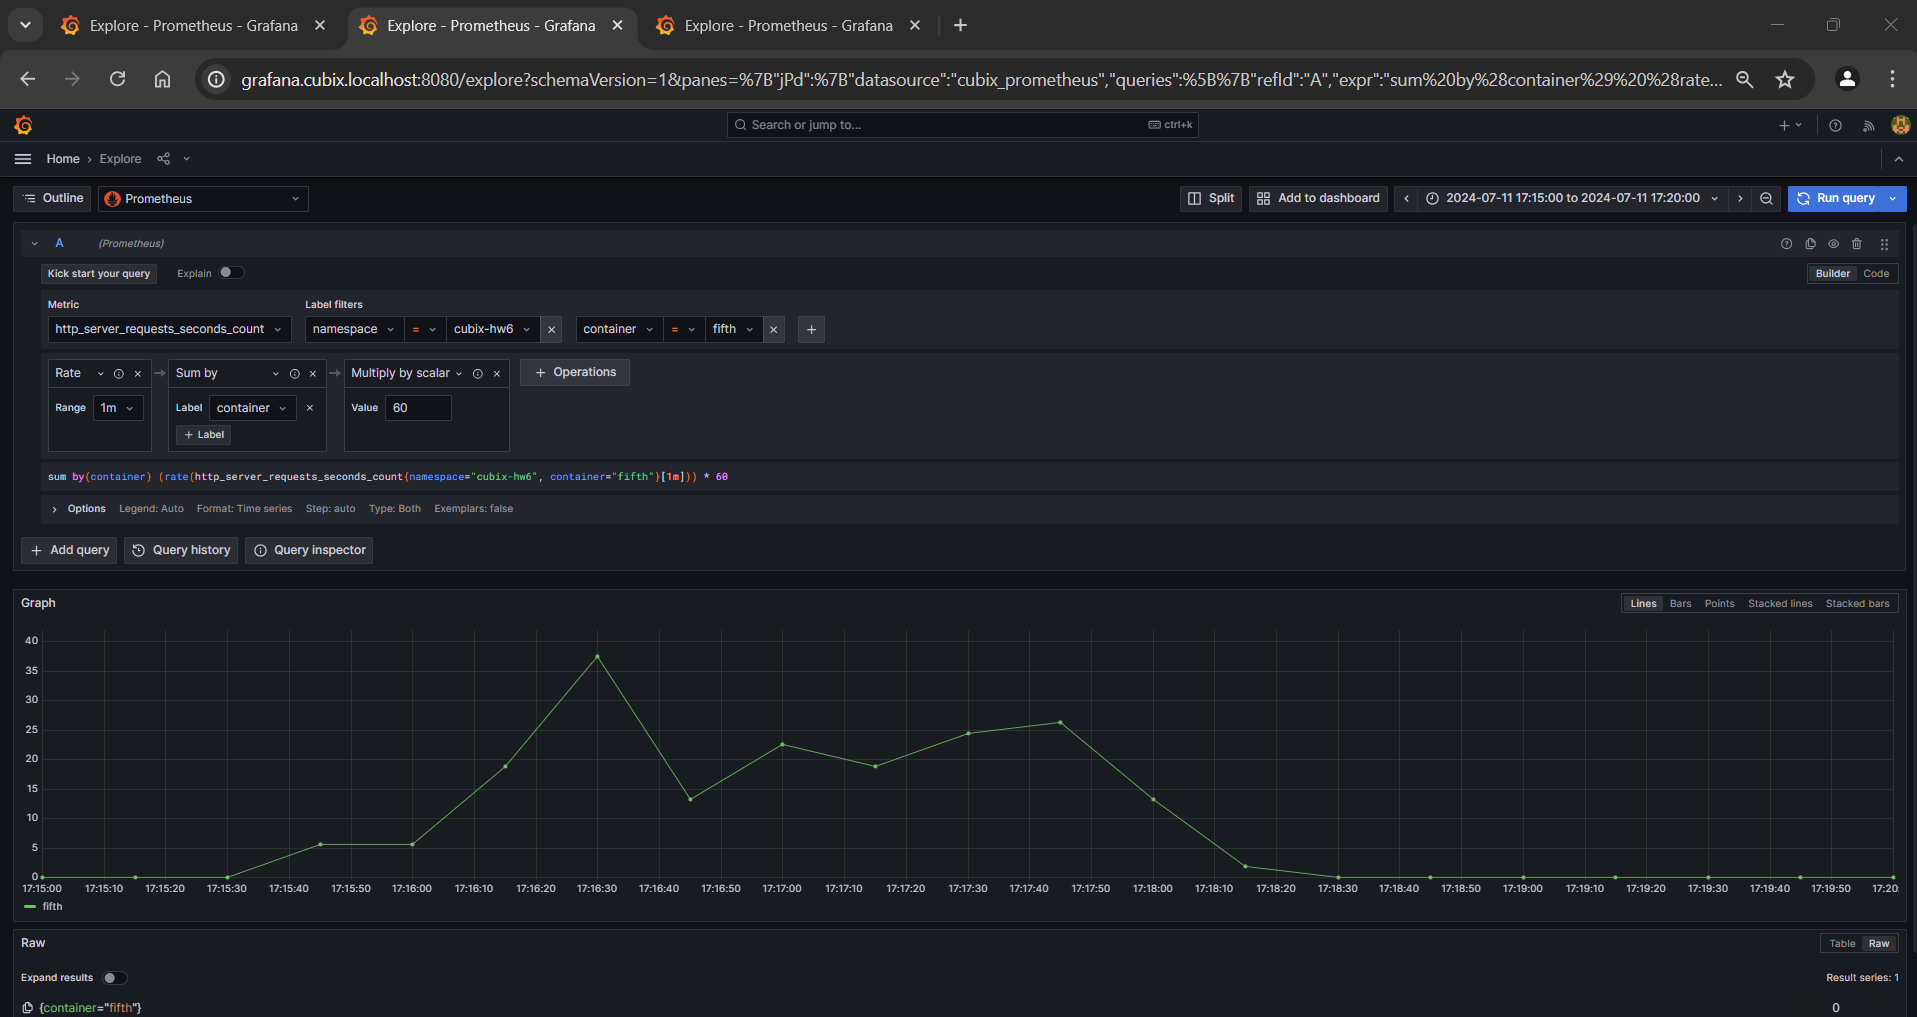 Explore - Prometheus - Grafana
Explore - Prometheus - Grafana
Explore - Prometheus - Grafana
grafana.cubix.localhost:8080/explore?schemaVersion=1&panes=%7B"jPd":%7B"datasource":"cubix_prometheus","queries":%5B%7B"refId":"A","expr":"sum%20by%28container%29%20%28rate...
Search or jump to...
ctrl+k
Home › Explore
Outline
Prometheus
Split
Add to dashboard
2024-07-11 17:15:00 to 2024-07-11 17:20:00
Run query
A (Prometheus)
Kick start your query
Explain
Builder
Code
Metric
Label filters
http_server_requests_seconds_count
namespace = cubix-hw6
container = fifth
Rate
Sum by
Multiply by scalar
+ Operations
Range 1m
Label container
Value 60
+ Label
sum by(container) (rate(http_server_requests_seconds_count{namespace="cubix-hw6", container="fifth"}[1m])) * 60
Options Legend: Auto Format: Time series Step: auto Type: Both Exemplars: false
+ Add query
Query history
Query inspector
Graph
Lines Bars Points Stacked lines Stacked bars
40
35
30
25
20
15
10
5
0
17:15:00 17:15:10 17:15:20 17:15:30 17:15:40 17:15:50 17:16:00 17:16:10 17:16:20 17:16:30 17:16:40 17:16:50 17:17:00 17:17:10 17:17:20 17:17:30 17:17:40 17:17:50 17:18:00 17:18:10 17:18:20 17:18:30 17:18:40 17:18:50 17:19:00 17:19:10 17:19:20 17:19:30 17:19:40 17:19:50 17:20:
fifth
Raw
Table Raw
Expand results
Result series: 1
{container="fifth"}
0